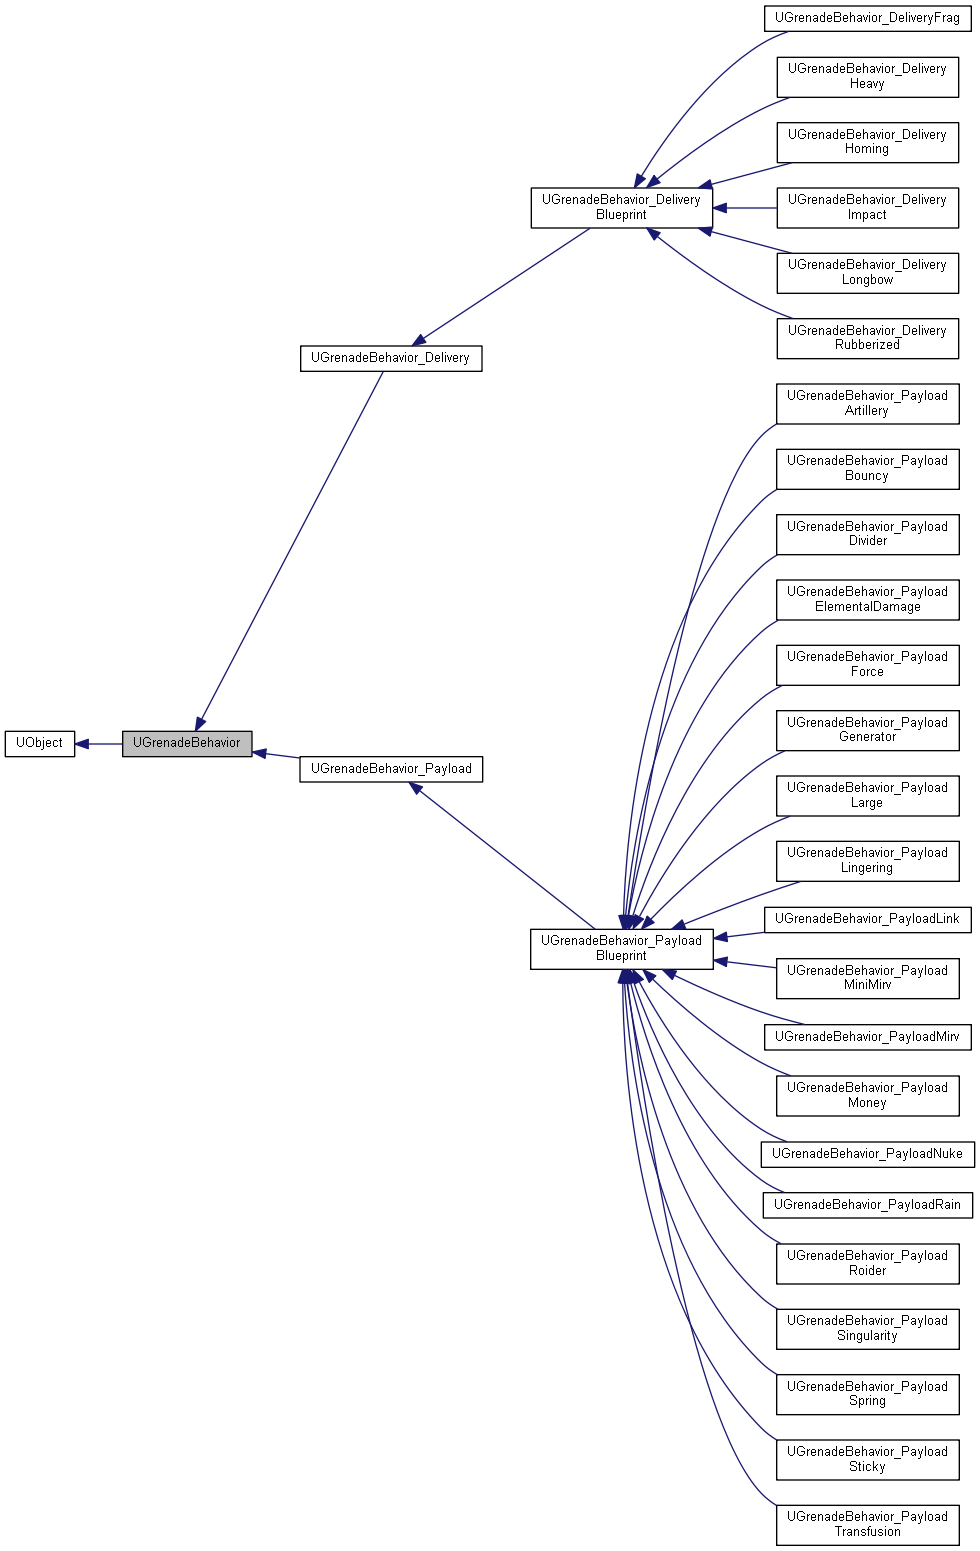 UGrenadeBehavior_DeliveryFrag
UGrenadeBehavior_Delivery
Heavy
UGrenadeBehavior_Delivery
Homing
UGrenadeBehavior_Delivery
Blueprint
UGrenadeBehavior_Delivery
Impact
UGrenadeBehavior_Delivery
Longbow
UGrenadeBehavior_Delivery
Rubberized
UGrenadeBehavior_Delivery
UGrenadeBehavior_Payload
Artillery
UGrenadeBehavior_Payload
Bouncy
UGrenadeBehavior_Payload
Divider
UGrenadeBehavior_Payload
ElementalDamage
UGrenadeBehavior_Payload
Force
UGrenadeBehavior_Payload
Generator
UObject
UGrenadeBehavior
UGrenadeBehavior_Payload
UGrenadeBehavior_Payload
Large
UGrenadeBehavior_Payload
Lingering
UGrenadeBehavior_PayloadLink
UGrenadeBehavior_Payload
Blueprint
UGrenadeBehavior_Payload
MiniMirv
UGrenadeBehavior_PayloadMirv
UGrenadeBehavior_Payload
Money
UGrenadeBehavior_PayloadNuke
UGrenadeBehavior_PayloadRain
UGrenadeBehavior_Payload
Roider
UGrenadeBehavior_Payload
Singularity
UGrenadeBehavior_Payload
Spring
UGrenadeBehavior_Payload
Sticky
UGrenadeBehavior_Payload
Transfusion